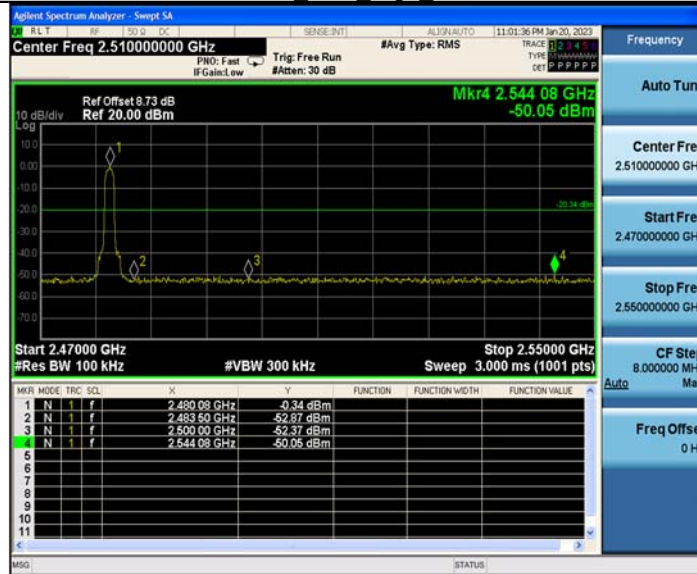 Agilent Spectrum Analyzer - Swept SA
RL T RF 50 Ω DC SENSE:INT ALIGN AUTO 11:01:36 PM Jan 20, 2023
Center Freq 2.510000000 GHz
PNO: Fast
IFGain:Low
Trig: Free Run
#Atten: 30 dB
#Avg Type: RMS
TRACE 1 2 3 4 5 6
TYPE
DET P P P P P P
Ref Offset 8.73 dB
10 dB/div Ref 20.00 dBm
Log
Mkr4 2.544 08 GHz
-50.05 dBm
10.0
0.00
-10.0
-20.0
-30.0
-40.0
-50.0
-60.0
-70.0
-20.34 dBm
1
2
3
4
Start 2.47000 GHz Stop 2.55000 GHz
#Res BW 100 kHz #VBW 300 kHz Sweep 3.000 ms (1001 pts)
MKR MODE TRC SCL X Y FUNCTION FUNCTION WIDTH FUNCTION VALUE
1 N 1 f 2.480 08 GHz -0.34 dBm
2 N 1 f 2.483 50 GHz -52.87 dBm
3 N 1 f 2.500 00 GHz -52.37 dBm
4 N 1 f 2.544 08 GHz -50.05 dBm
5
6
7
8
9
10
11
MSG STATUS
Frequency
Auto Tun
Center Fre
2.510000000 GH
Start Fre
2.470000000 GH
Stop Fre
2.550000000 GH
CF Ste
8.000000 MH
Auto Ma
Freq Offse
0 H